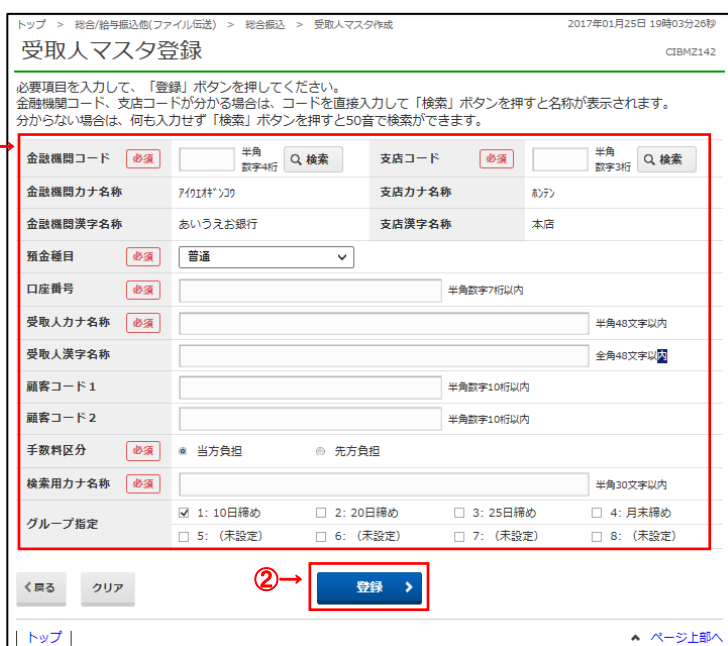 トップ > 総合/給与振込他(ファイル伝送) > 総合振込 > 受取人マスタ作成 2017年01月25日 19時03分26秒
受取人マスタ登録 CIBMZ142
必要項目を入力して、「登録」ボタンを押してください。
金融機関コード、支店コードが分かる場合は、コードを直接入力して「検索」ボタンを押すと名称が表示されます。
分からない場合は、何も入力せず「検索」ボタンを押すと50音で検索ができます。
金融機関コード 必須 半角数字4桁 検索 支店コード 必須 半角数字3桁 検索
金融機関カナ名称 ｱｲｳｴｵｷﾞﾝｺｳ 支店カナ名称 ﾎﾝﾃﾝ
金融機関漢字名称 あいうえお銀行 支店漢字名称 本店
預金種目 必須 普通
口座番号 必須 半角数字7桁以内
受取人カナ名称 必須 半角48文字以内
受取人漢字名称 全角48文字以内
顧客コード1 半角数字10桁以内
顧客コード2 半角数字10桁以内
手数料区分 必須 当方負担 先方負担
検索用カナ名称 必須 半角30文字以内
グループ指定 1: 10日締め 2: 20日締め 3: 25日締め 4: 月末締め
5: (未設定) 6: (未設定) 7: (未設定) 8: (未設定)
戻る クリア ②→ 登録
トップ | ページ上部へ